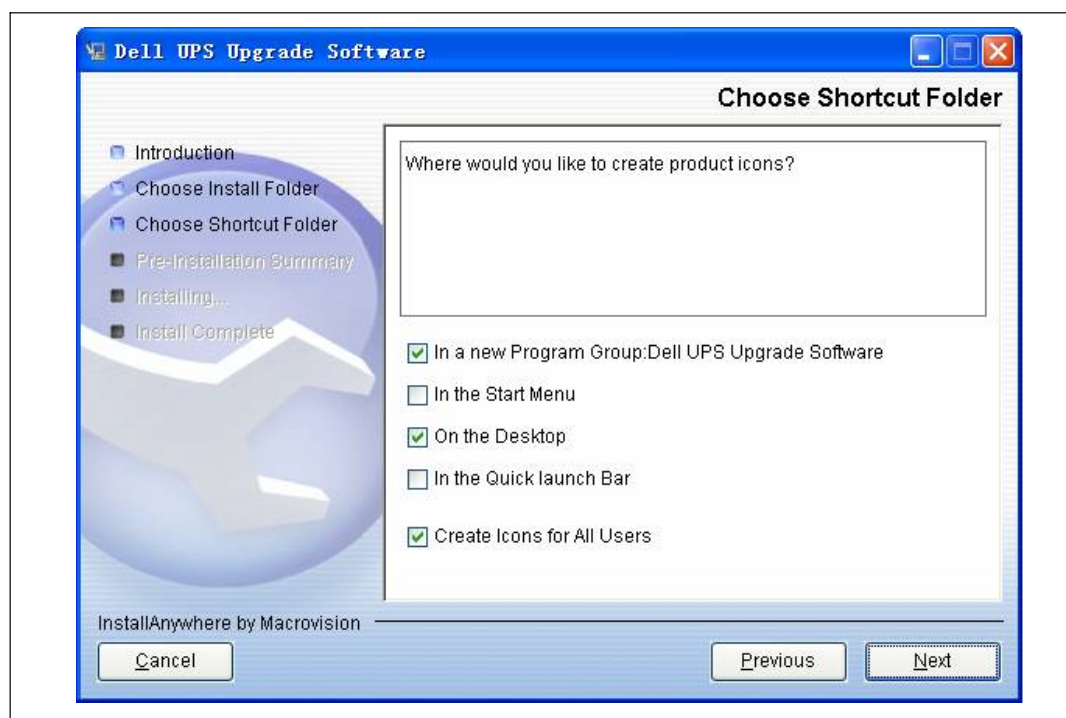 Dell UPS Upgrade Software
Choose Shortcut Folder
Introduction
Choose Install Folder
Choose Shortcut Folder
Pre-Installation Summary
Installing...
Install Complete
Where would you like to create product icons?
In a new Program Group:Dell UPS Upgrade Software
In the Start Menu
On the Desktop
In the Quick launch Bar
Create Icons for All Users
InstallAnywhere by Macrovision
Cancel
Previous
Next